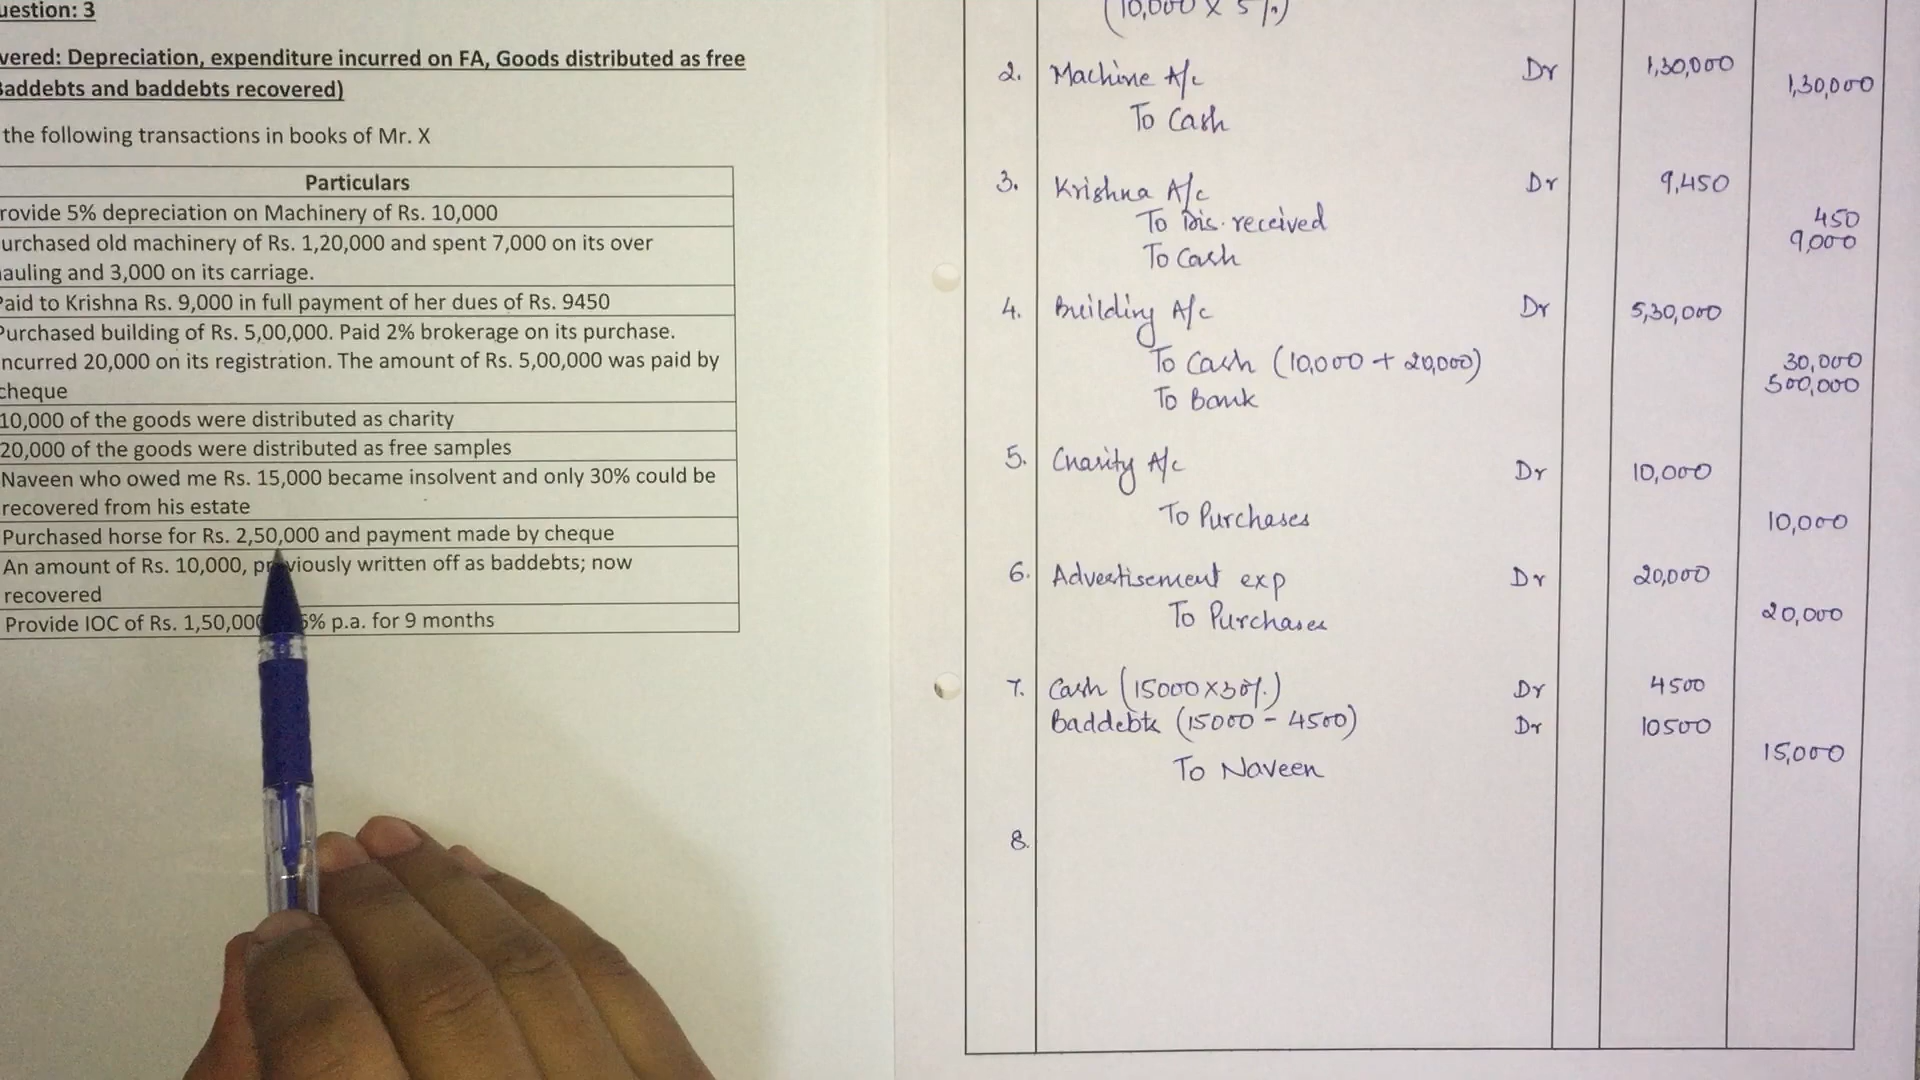 uestion: 3
vered: Depreciation, expenditure incurred on FA, Goods distributed as free
Baddebts and baddebts recovered)
the following transactions in books of Mr. X
Particulars
rovide 5% depreciation on Machinery of Rs. 10,000
urchased old machinery of Rs. 1,20,000 and spent 7,000 on its over
hauling and 3,000 on its carriage.
Paid to Krishna Rs. 9,000 in full payment of her dues of Rs. 9450
Purchased building of Rs. 5,00,000. Paid 2% brokerage on its purchase.
ncurred 20,000 on its registration. The amount of Rs. 5,00,000 was paid by
cheque
10,000 of the goods were distributed as charity
20,000 of the goods were distributed as free samples
Naveen who owed me Rs. 15,000 became insolvent and only 30% could be
recovered from his estate
Purchased horse for Rs. 2,50,000 and payment made by cheque
An amount of Rs. 10,000, pr viously written off as baddebts; now
recovered
Provide IOC of Rs. 1,50,000 5% p.a. for 9 months
(10,000 x 5%)
2. Machine A/c Dr 1,30,000
1,30,000
To Cash
3. Krishna A/c Dr 9,450
To Dis. received 450
To Cash 9,000
4. Building A/c Dr 5,30,000
To Cash (10,000 + 20,000) 30,000
To Bank 500,000
5. Charity A/c Dr 10,000
To Purchases 10,000
6. Advertisement exp Dr 20,000
To Purchases 20,000
7. Cash (15000x30%.) Dr 4500
Baddebts (15000 - 4500) Dr 10500
To Naveen 15,000
8.